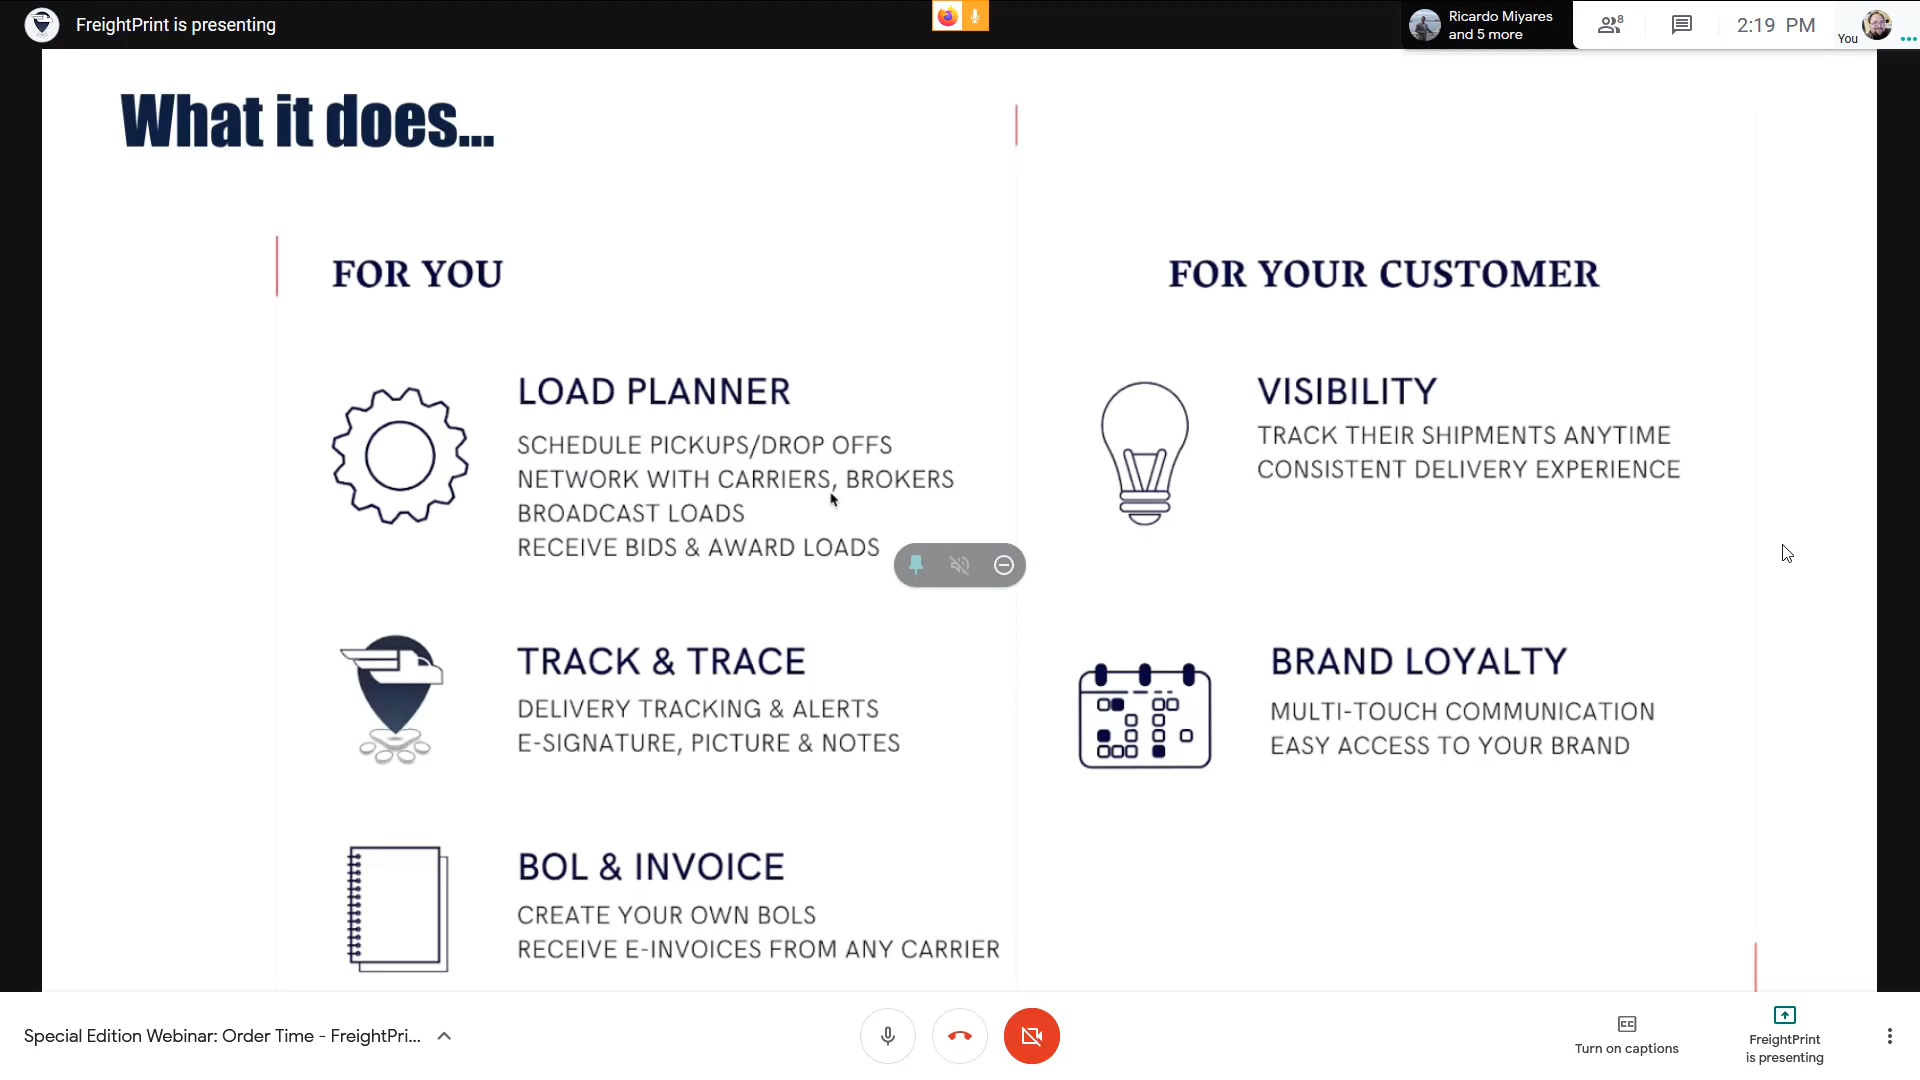 FreightPrint is presenting
Ricardo Miyares
and 5 more
8
2:19 PM
You
What it does...
FOR YOU
LOAD PLANNER
SCHEDULE PICKUPS/DROP OFFS
NETWORK WITH CARRIERS, BROKERS
BROADCAST LOADS
RECEIVE BIDS & AWARD LOADS
TRACK & TRACE
DELIVERY TRACKING & ALERTS
E-SIGNATURE, PICTURE & NOTES
BOL & INVOICE
CREATE YOUR OWN BOLS
RECEIVE E-INVOICES FROM ANY CARRIER
FOR YOUR CUSTOMER
VISIBILITY
TRACK THEIR SHIPMENTS ANYTIME
CONSISTENT DELIVERY EXPERIENCE
BRAND LOYALTY
MULTI-TOUCH COMMUNICATION
EASY ACCESS TO YOUR BRAND
Special Edition Webinar: Order Time - FreightPri...
CC
Turn on captions
FreightPrint
is presenting